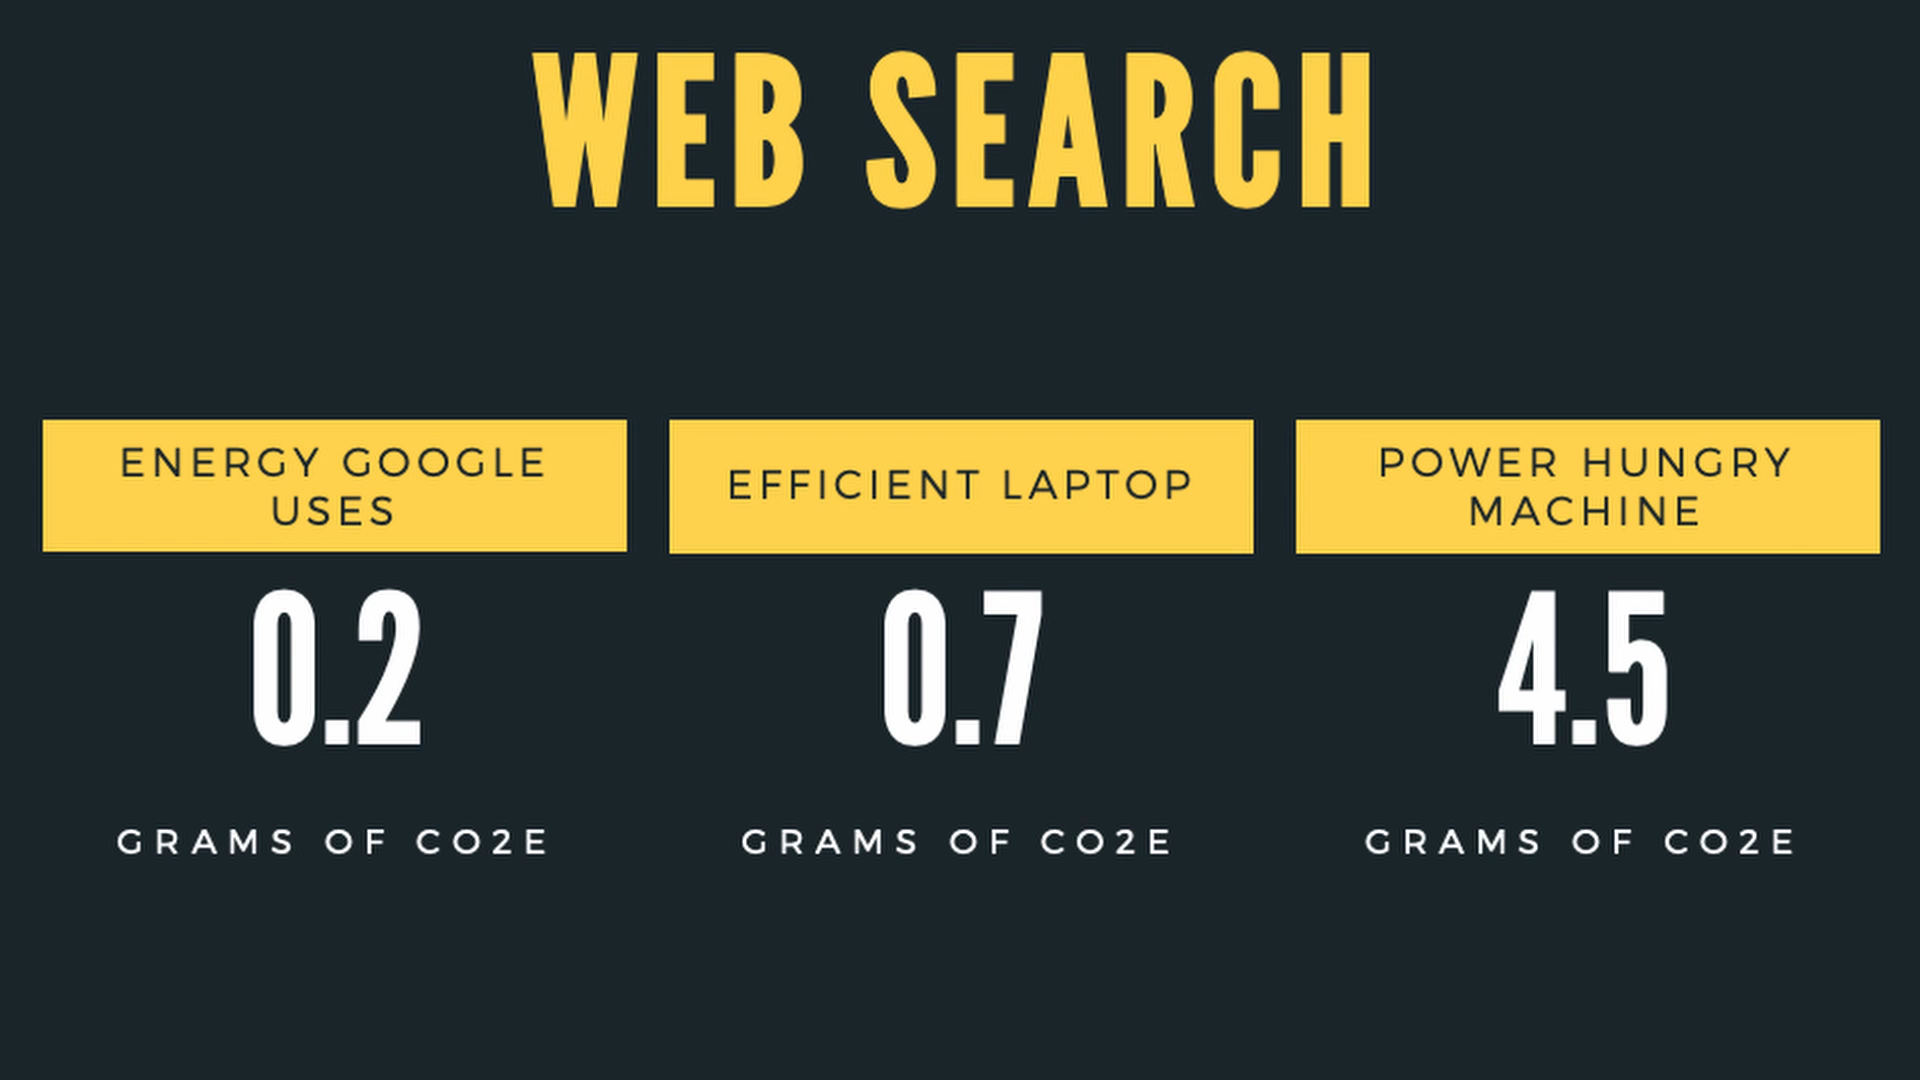 WEB SEARCH
ENERGY GOOGLE
USES
0.2
GRAMS OF CO2E
EFFICIENT LAPTOP
0.7
GRAMS OF CO2E
POWER HUNGRY
MACHINE
4.5
GRAMS OF CO2E